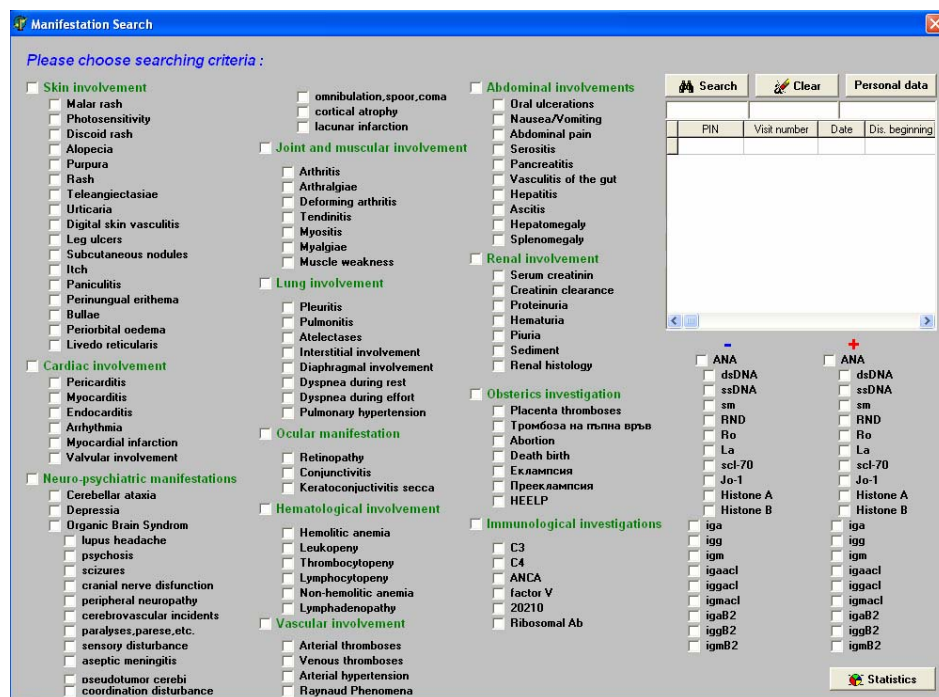 Manifestation Search
Please choose searching criteria :
Skin involvement
Malar rash
Photosensitivity
Discoid rash
Alopecia
Purpura
Rash
Teleangiectasiae
Urticaria
Digital skin vasculitis
Leg ulcers
Subcutaneous nodules
Itch
Paniculitis
Perinungual erithema
Bullae
Periorbital oedema
Livedo reticularis
Cardiac involvement
Pericarditis
Myocarditis
Endocarditis
Arrhythmia
Myocardial infarction
Valvular involvement
Neuro-psychiatric manifestations
Cerebellar ataxia
Depressia
Organic Brain Syndrom
lupus headache
psychosis
scizures
cranial nerve disfunction
peripheral neuropathy
cerebrovascular incidents
paralyses,parese,etc.
sensory disturbance
aseptic meningitis
pseudotumor cerebi
coordination disturbance
omnibulation,spoor,coma
cortical atrophy
lacunar infarction
Joint and muscular involvement
Arthritis
Arthralgiae
Deforming arthritis
Tendinitis
Myositis
Myalgiae
Muscle weakness
Lung involvement
Pleuritis
Pulmonitis
Atelectases
Interstitial involvement
Diaphragmal involvement
Dyspnea during rest
Dyspnea during effort
Pulmonary hypertension
Ocular manifestation
Retinopathy
Conjunctivitis
Keratoconjuctivitis secca
Hematological involvement
Hemolitic anemia
Leukopeny
Thrombocytopeny
Lymphocytopeny
Non-hemolitic anemia
Lymphadenopathy
Vascular involvement
Arterial thromboses
Venous thromboses
Arterial hypertension
Raynaud Phenomena
Abdominal involvements
Oral ulcerations
Nausea/Vomiting
Abdominal pain
Serositis
Pancreatitis
Vasculitis of the gut
Hepatitis
Ascitis
Hepatomegaly
Splenomegaly
Renal involvement
Serum creatinin
Creatinin clearance
Proteinuria
Hematuria
Piuria
Sediment
Renal histology
Obsterics investigation
Placenta thromboses
Тромбоза на пъпна връв
Abortion
Death birth
Еклампсия
Прееклампсия
HEELP
Immunological investigations
C3
C4
ANCA
factor V
20210
Ribosomal Ab
Search Clear Personal data
PIN Visit number Date Dis. beginning
- +
ANA ANA
dsDNA dsDNA
ssDNA ssDNA
sm sm
RND RND
Ro Ro
La La
scl-70 scl-70
Jo-1 Jo-1
Histone A Histone A
Histone B Histone B
iga iga
igg igg
igm igm
igaacl igaacl
iggacl iggacl
igmacl igmacl
igaB2 igaB2
iggB2 iggB2
igmB2 igmB2
Statistics